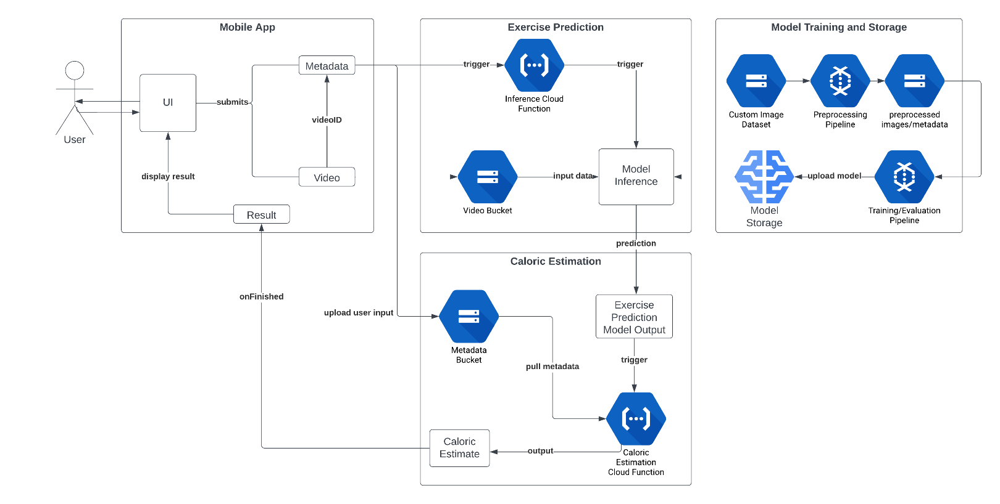 Mobile App
User
UI
submits
Metadata
videoID
Video
display result
Result
onFinished
upload user input
Exercise Prediction
trigger
Inference Cloud
Function
trigger
Video Bucket
input data
Model
Inference
prediction
Caloric Estimation
Metadata
Bucket
pull metadata
Exercise
Prediction
Model Output
trigger
Caloric
Estimation
Cloud Function
output
Caloric
Estimate
Model Training and Storage
Custom Image
Dataset
Preprocessing
Pipeline
preprocessed
images/metadata
Training/Evaluation
Pipeline
upload model
Model
Storage